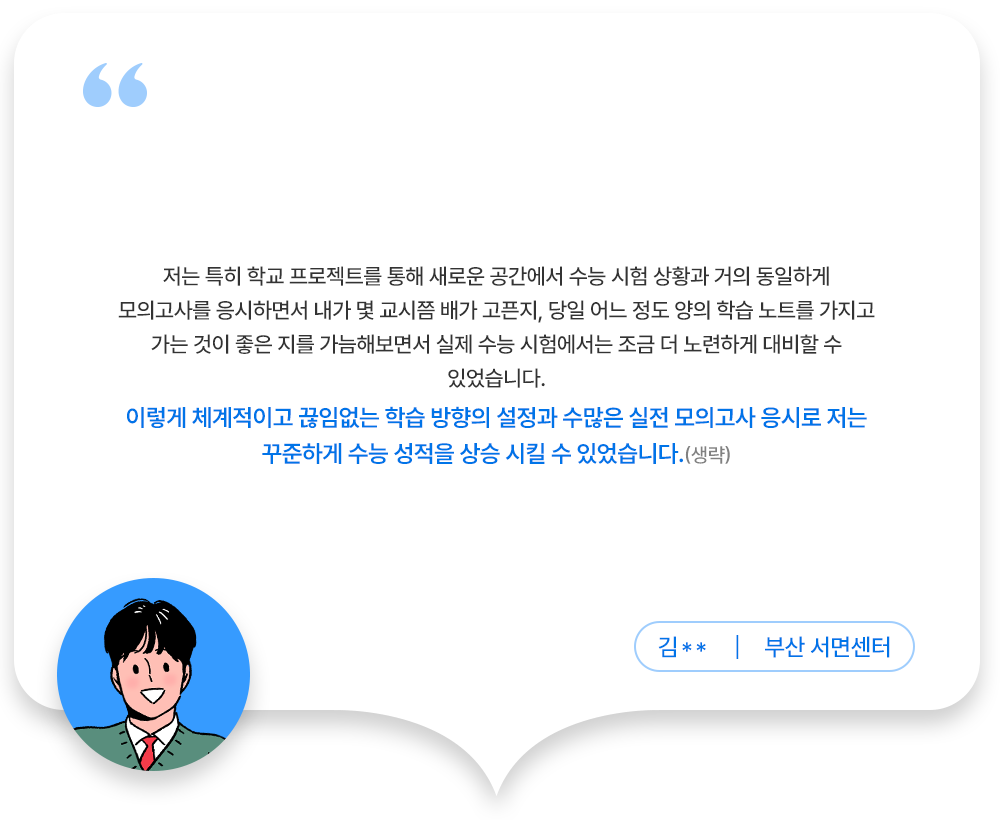 “
저는 특히 학교 프로젝트를 통해 새로운 공간에서 수능 시험 상황과 거의 동일하게
모의고사를 응시하면서 내가 몇 교시쯤 배가 고픈지, 당일 어느 정도 양의 학습 노트를 가지고
가는 것이 좋은 지를 가늠해보면서 실제 수능 시험에서는 조금 더 노련하게 대비할 수
있었습니다.
이렇게 체계적이고 끊임없는 학습 방향의 설정과 수많은 실전 모의고사 응시로 저는
꾸준하게 수능 성적을 상승 시킬 수 있었습니다.(생략)
김** | 부산 서면센터